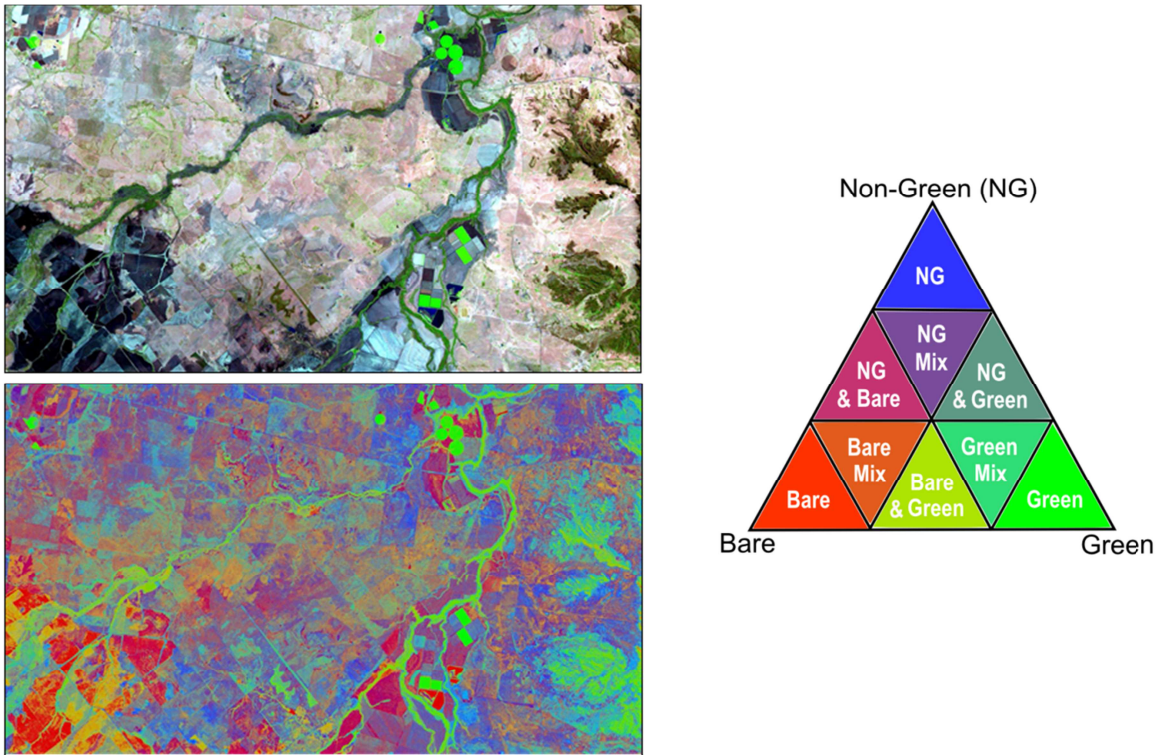 Non-Green (NG)
NG
NG
Mix
NG
& Bare
NG
& Green
Bare
Bare
Mix
Bare
& Green
Green
Mix
Green
Bare
Green